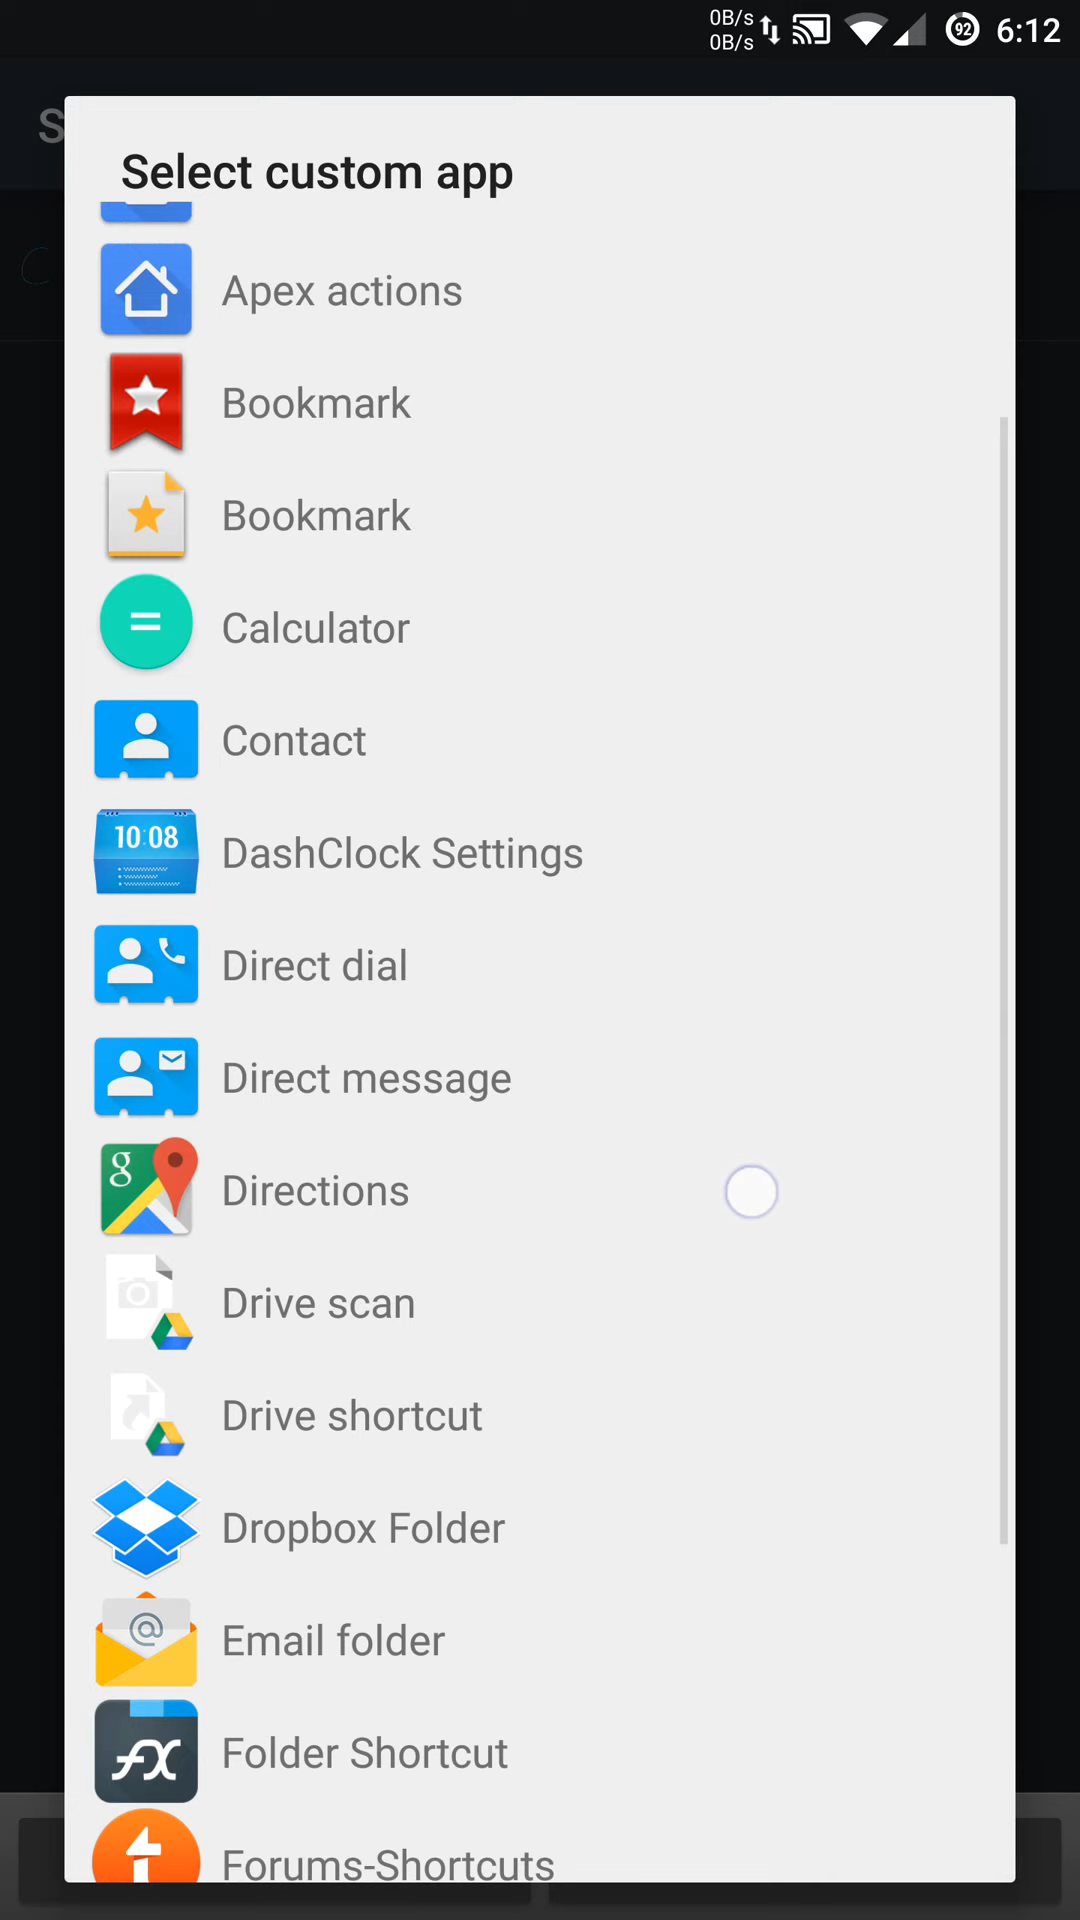 0B/s
0B/s
92
6:12
S
Select custom app
Apex actions
Bookmark
Bookmark
Calculator
Contact
10:08
DashClock Settings
Direct dial
Direct message
g
Directions
Drive scan
Drive shortcut
Dropbox Folder
@
Email folder
FX
Folder Shortcut
Forums-Shortcuts